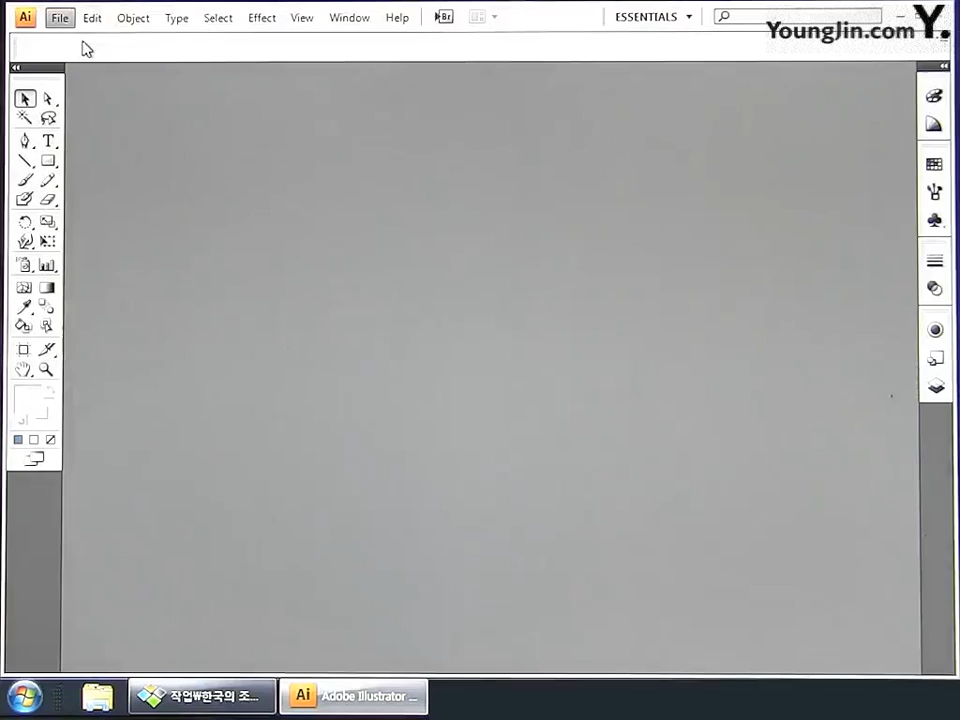 Ai File Edit Object Type Select Effect View Window Help Br ESSENTIALS
YoungJin.com Y.
T
작업₩한국의 조... Ai Adobe Illustrator ...